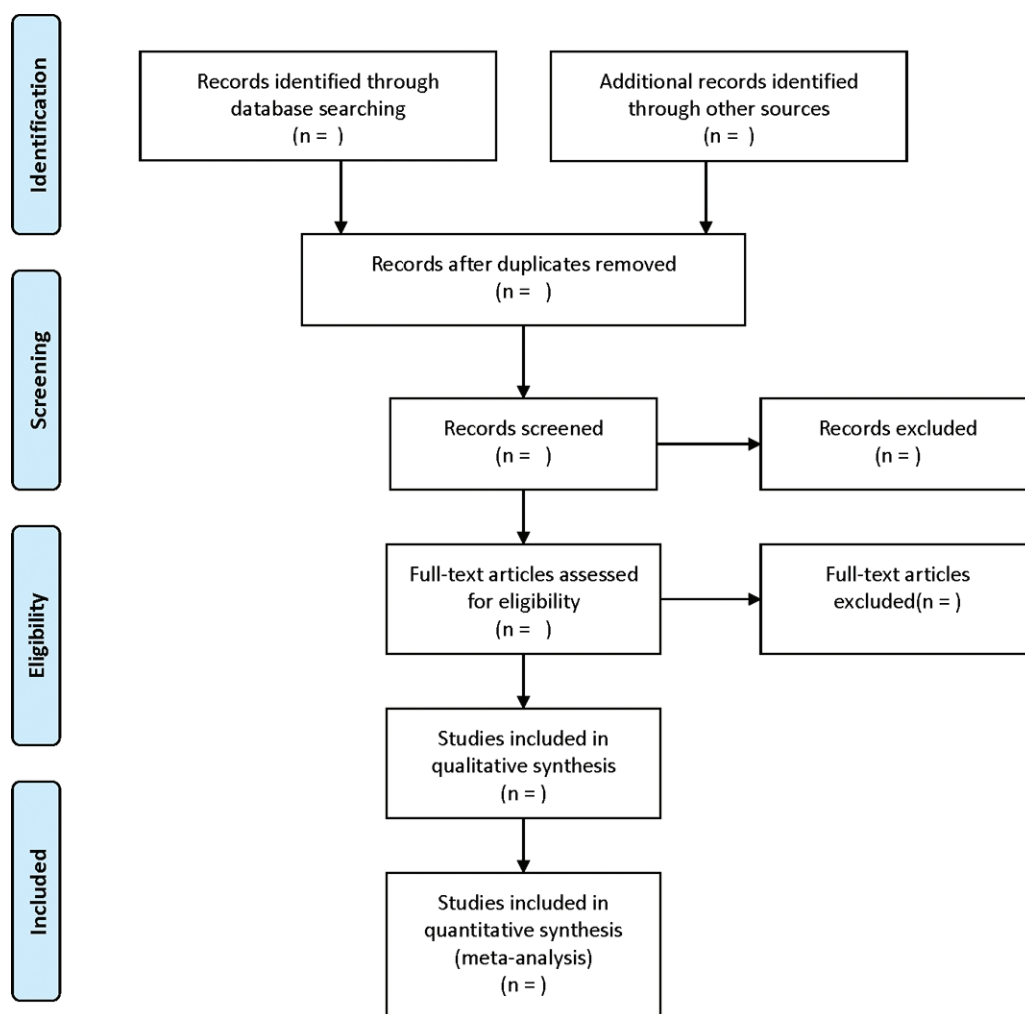 Identification
Records identified through
database searching
(n =  )
Additional records identified
through other sources
(n =  )
Records after duplicates removed
(n =   )
Screening
Records screened
(n =   )
Records excluded
(n = )
Eligibility
Full-text articles assessed
for eligibility
(n =   )
Full-text articles
excluded(n = )
Studies included in
qualitative synthesis
(n = )
Included
Studies included in
quantitative synthesis
(meta-analysis)
(n = )